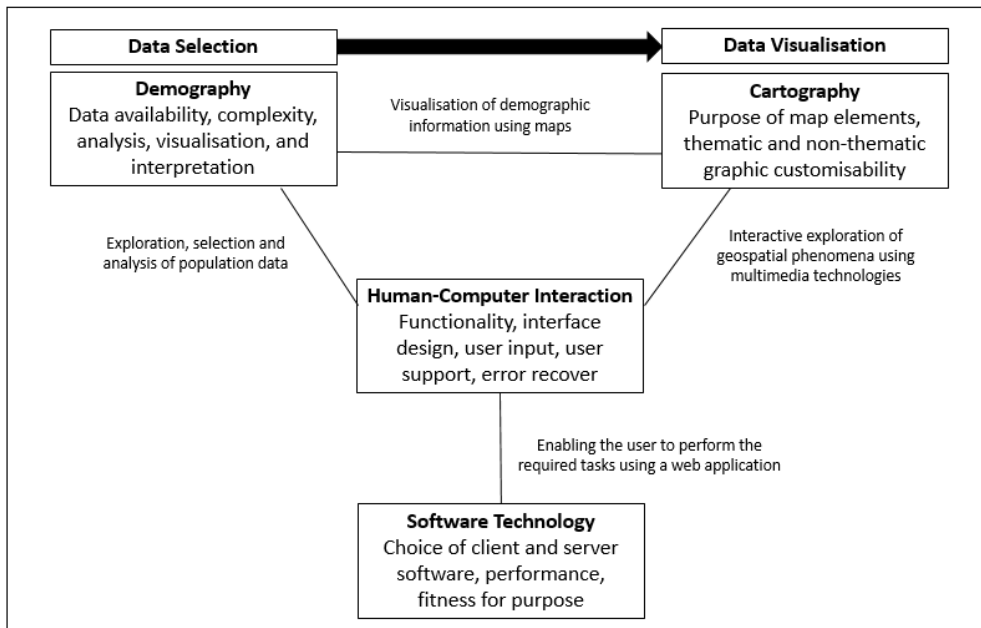 Data Selection
Data Visualisation
Demography
Data availability, complexity,
analysis, visualisation, and
interpretation
Visualisation of demographic
information using maps
Cartography
Purpose of map elements,
thematic and non-thematic
graphic customisability
Exploration, selection and
analysis of population data
Interactive exploration of
geospatial phenomena using
multimedia technologies
Human-Computer Interaction
Functionality, interface
design, user input, user
support, error recover
Enabling the user to perform the
required tasks using a web application
Software Technology
Choice of client and server
software, performance,
fitness for purpose